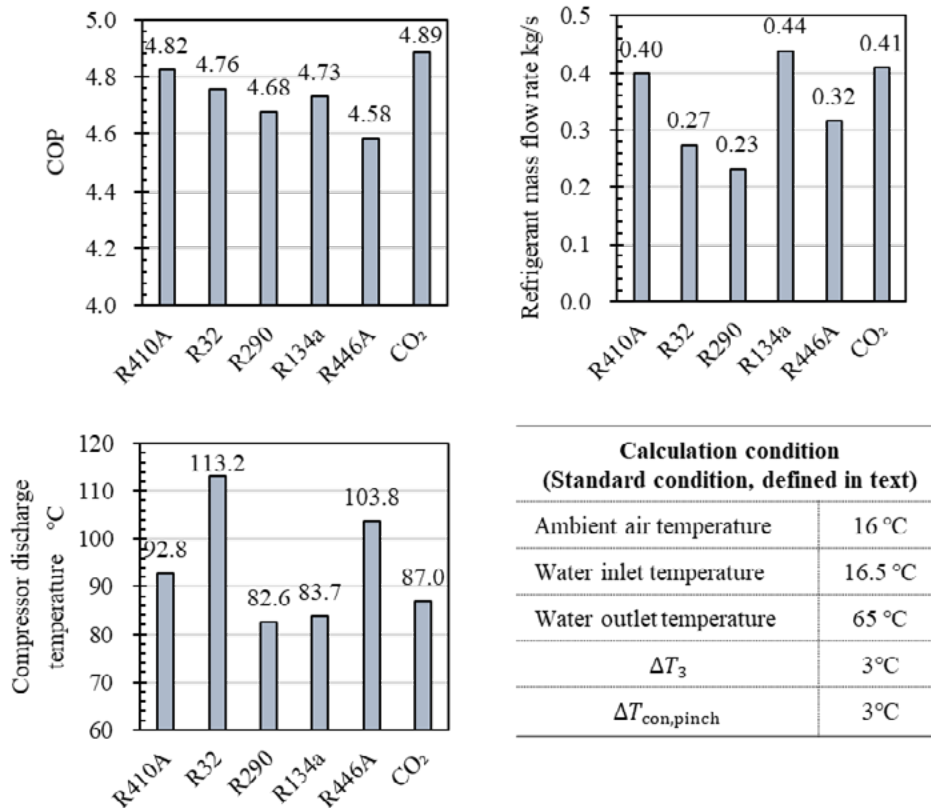 COP
5.0
4.8
4.6
4.4
4.2
4.0
4.82
4.76
4.68
4.73
4.58
4.89
R410A
R32
R290
R134a
R446A
CO₂
Refrigerant mass flow rate kg/s
0.5
0.4
0.3
0.2
0.1
0.0
0.40
0.27
0.23
0.44
0.32
0.41
R410A
R32
R290
R134a
R446A
CO₂
Compressor discharge
temperature °C
120
110
100
90
80
70
60
92.8
113.2
82.6
83.7
103.8
87.0
R410A
R32
R290
R134a
R446A
CO₂
Calculation condition
(Standard condition, defined in text)
Ambient air temperature 16 °C
Water inlet temperature 16.5 °C
Water outlet temperature 65 °C
ΔT₃ 3°C
ΔT_con,pinch 3°C